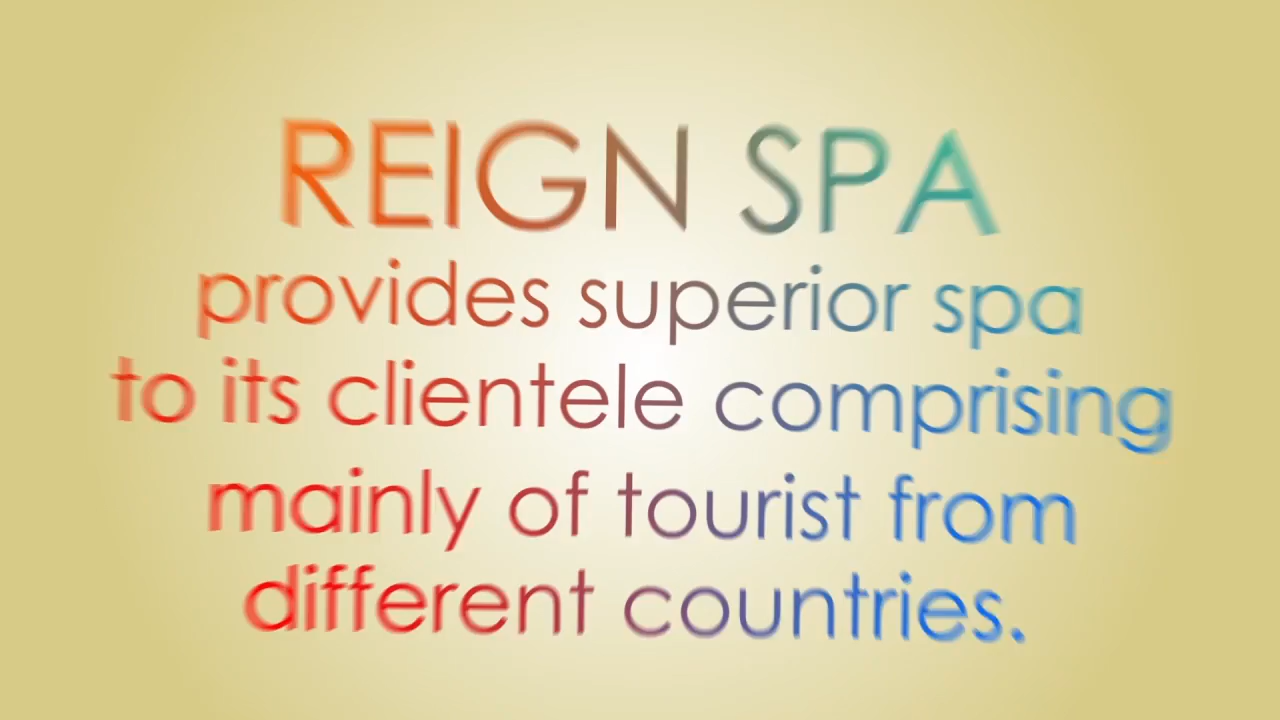 REIGN SPA
provides superior spa
to its clientele comprising
mainly of tourist from
different countries.